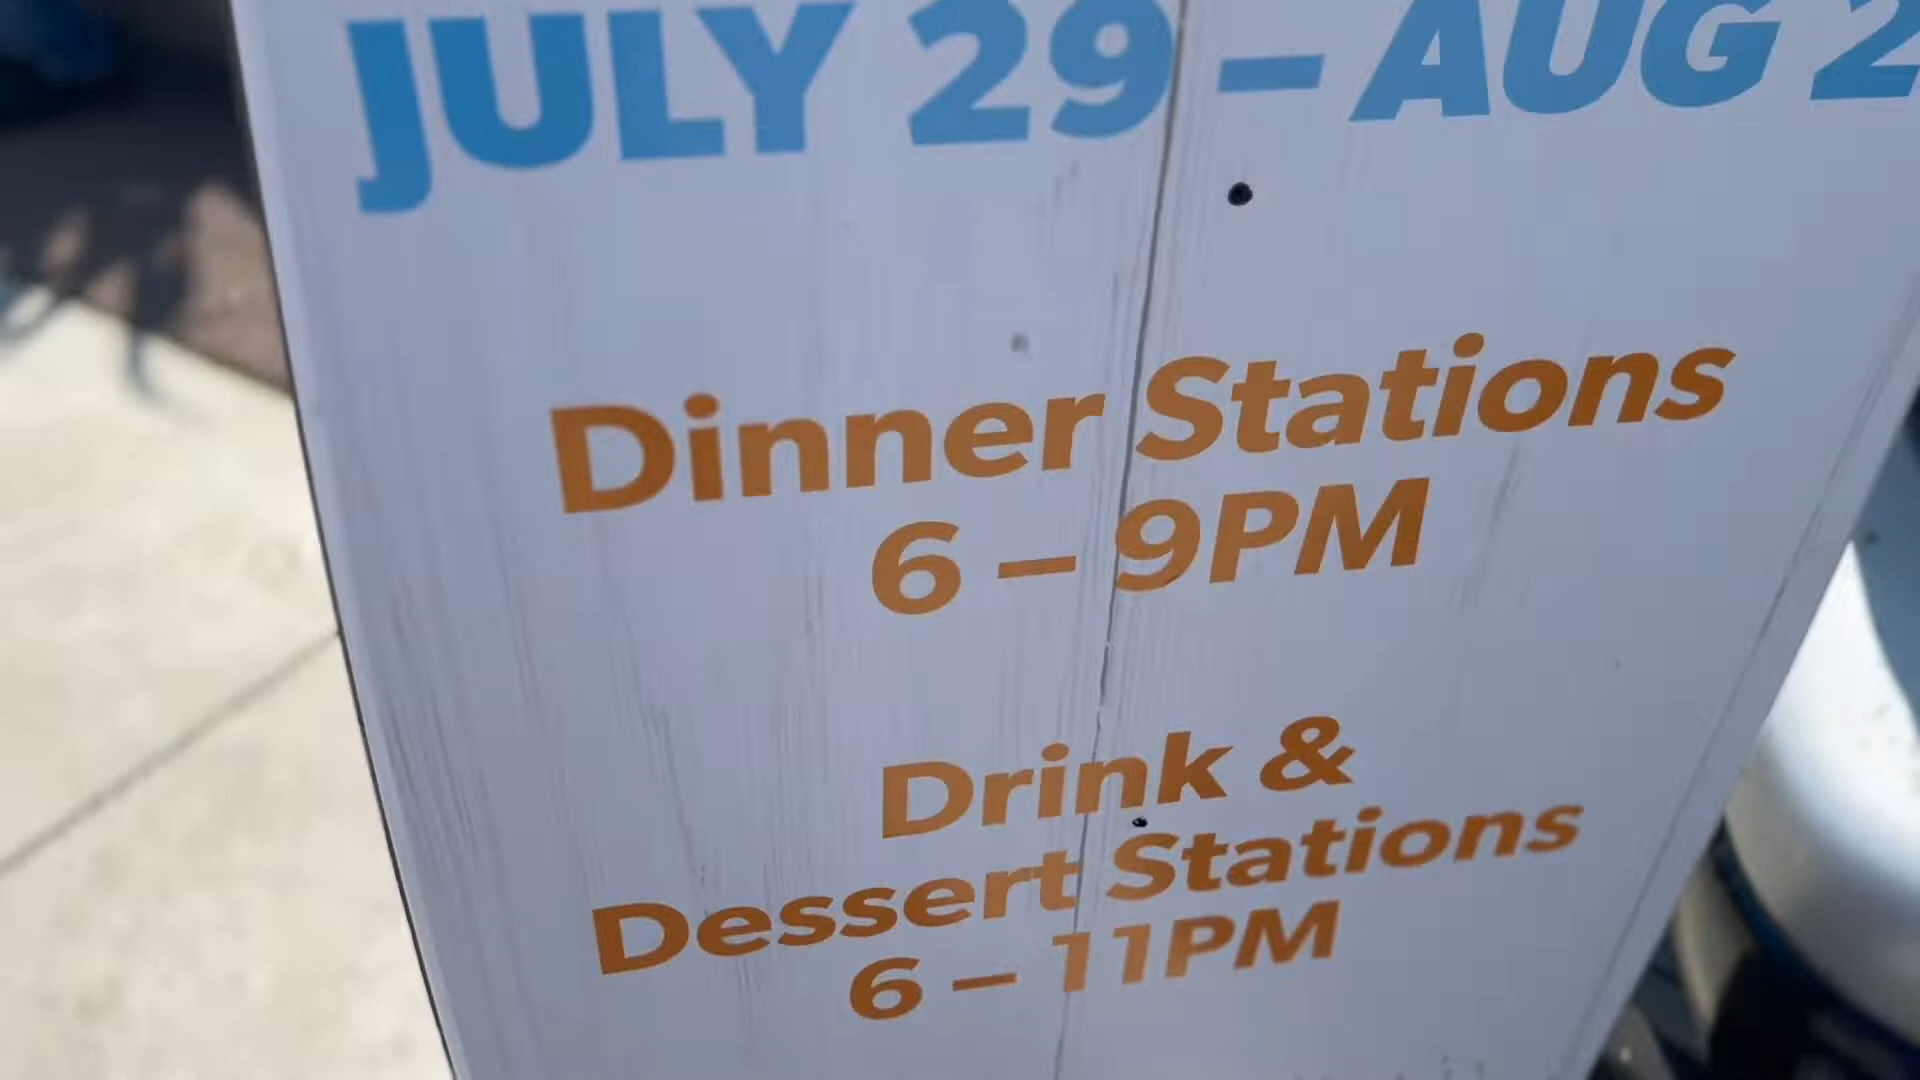 JULY 29 – AUG 2
Dinner Stations
6 – 9PM
Drink &
Dessert Stations
6 – 11PM